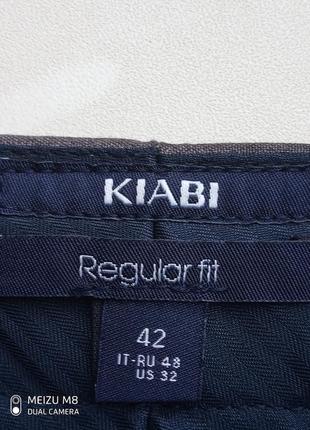 KIABI
Regular fit
42
IT-RU 48
US 32
MEIZU M8
DUAL CAMERA